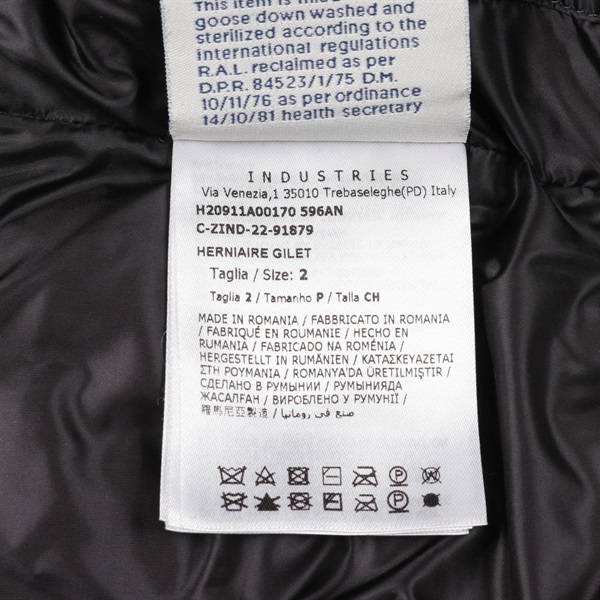 This item is made
goose down washed and
sterilized according to the
international regulations
R.A.L. reclaimed as per
D.P.R. 84523/1/75 D.M.
10/11/76 as per ordinance
14/10/81 health secretary
INDUSTRIES
Via Venezia,1 35010 Trebaseleghe(PD) Italy
H20911A00170 596AN
C-ZIND-22-91879
HERNIAIRE GILET
Taglia / Size: 2
Taglia 2 / Tamanho P / Talla CH
MADE IN ROMANIA / FABBRICATO IN ROMANIA
/ FABRIQUÉ EN ROUMANIE / HECHO EN
RUMANIA / FABRICADO NA ROMÉNIA /
HERGESTELLT IN RUMÄNIEN / ΚΑΤΑΣΚΕΥΑΖΕΤΑΙ
ΣΤΗ ΡΟΥΜΑΝΙΑ / ROMANYA'DA ÜRETILMIŞTIR /
СДЕЛАНО В РУМЫНИИ / РУМЫНИЯДА
ЖАСАЛҒАН / ВИРОБЛЕНО У РУМУНІЇ /
羅馬尼亞製造 / صنع في رومانيا